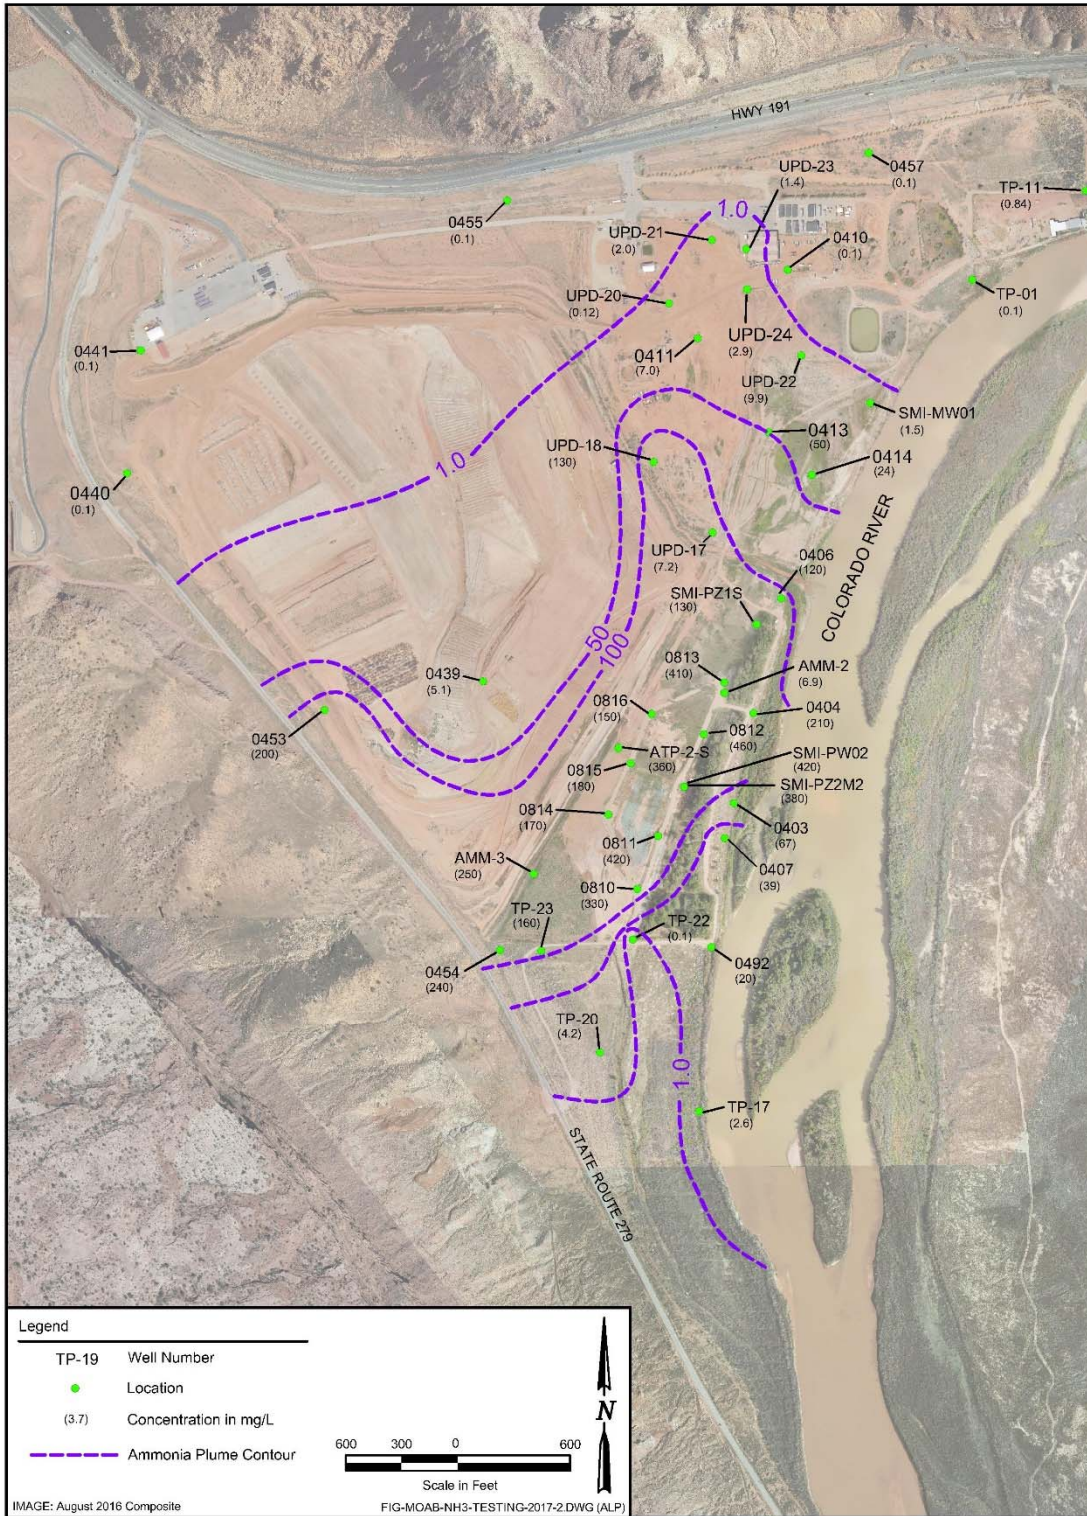 HWY 191
0457
(0.1)
UPD-23
(1.4)
TP-11
(0.84)
0455
(0.1)
1.0
UPD-21
(2.0)
0410
(0.1)
TP-01
(0.1)
UPD-20
(0.12)
UPD-24
(2.9)
0441
(0.1)
0411
(7.0)
UPD-22
(9.9)
SMI-MW01
(1.5)
0413
(50)
UPD-18
(130)
1.0
0414
(24)
0440
(0.1)
COLORADO RIVER
UPD-17
(7.2)
0406
(120)
SMI-PZ1S
(130)
50
100
0813
(410)
AMM-2
(6.9)
0439
(5.1)
0816
(150)
0404
(210)
0453
(200)
0812
(460)
ATP-2-S
(360)
SMI-PW02
(420)
0815
(180)
SMI-PZ2M2
(380)
0814
(170)
0403
(67)
0811
(420)
0407
(39)
AMM-3
(250)
0810
(330)
TP-23
(160)
TP-22
(0.1)
0454
(240)
0492
(20)
TP-20
(4.2)
1.0
TP-17
(2.6)
STATE ROUTE 279
Legend
TP-19 Well Number
Location
(3.7) Concentration in mg/L
Ammonia Plume Contour
N
600 300 0 600
Scale in Feet
IMAGE: August 2016 Composite FIG-MOAB-NH3-TESTING-2017-2.DWG (ALP)